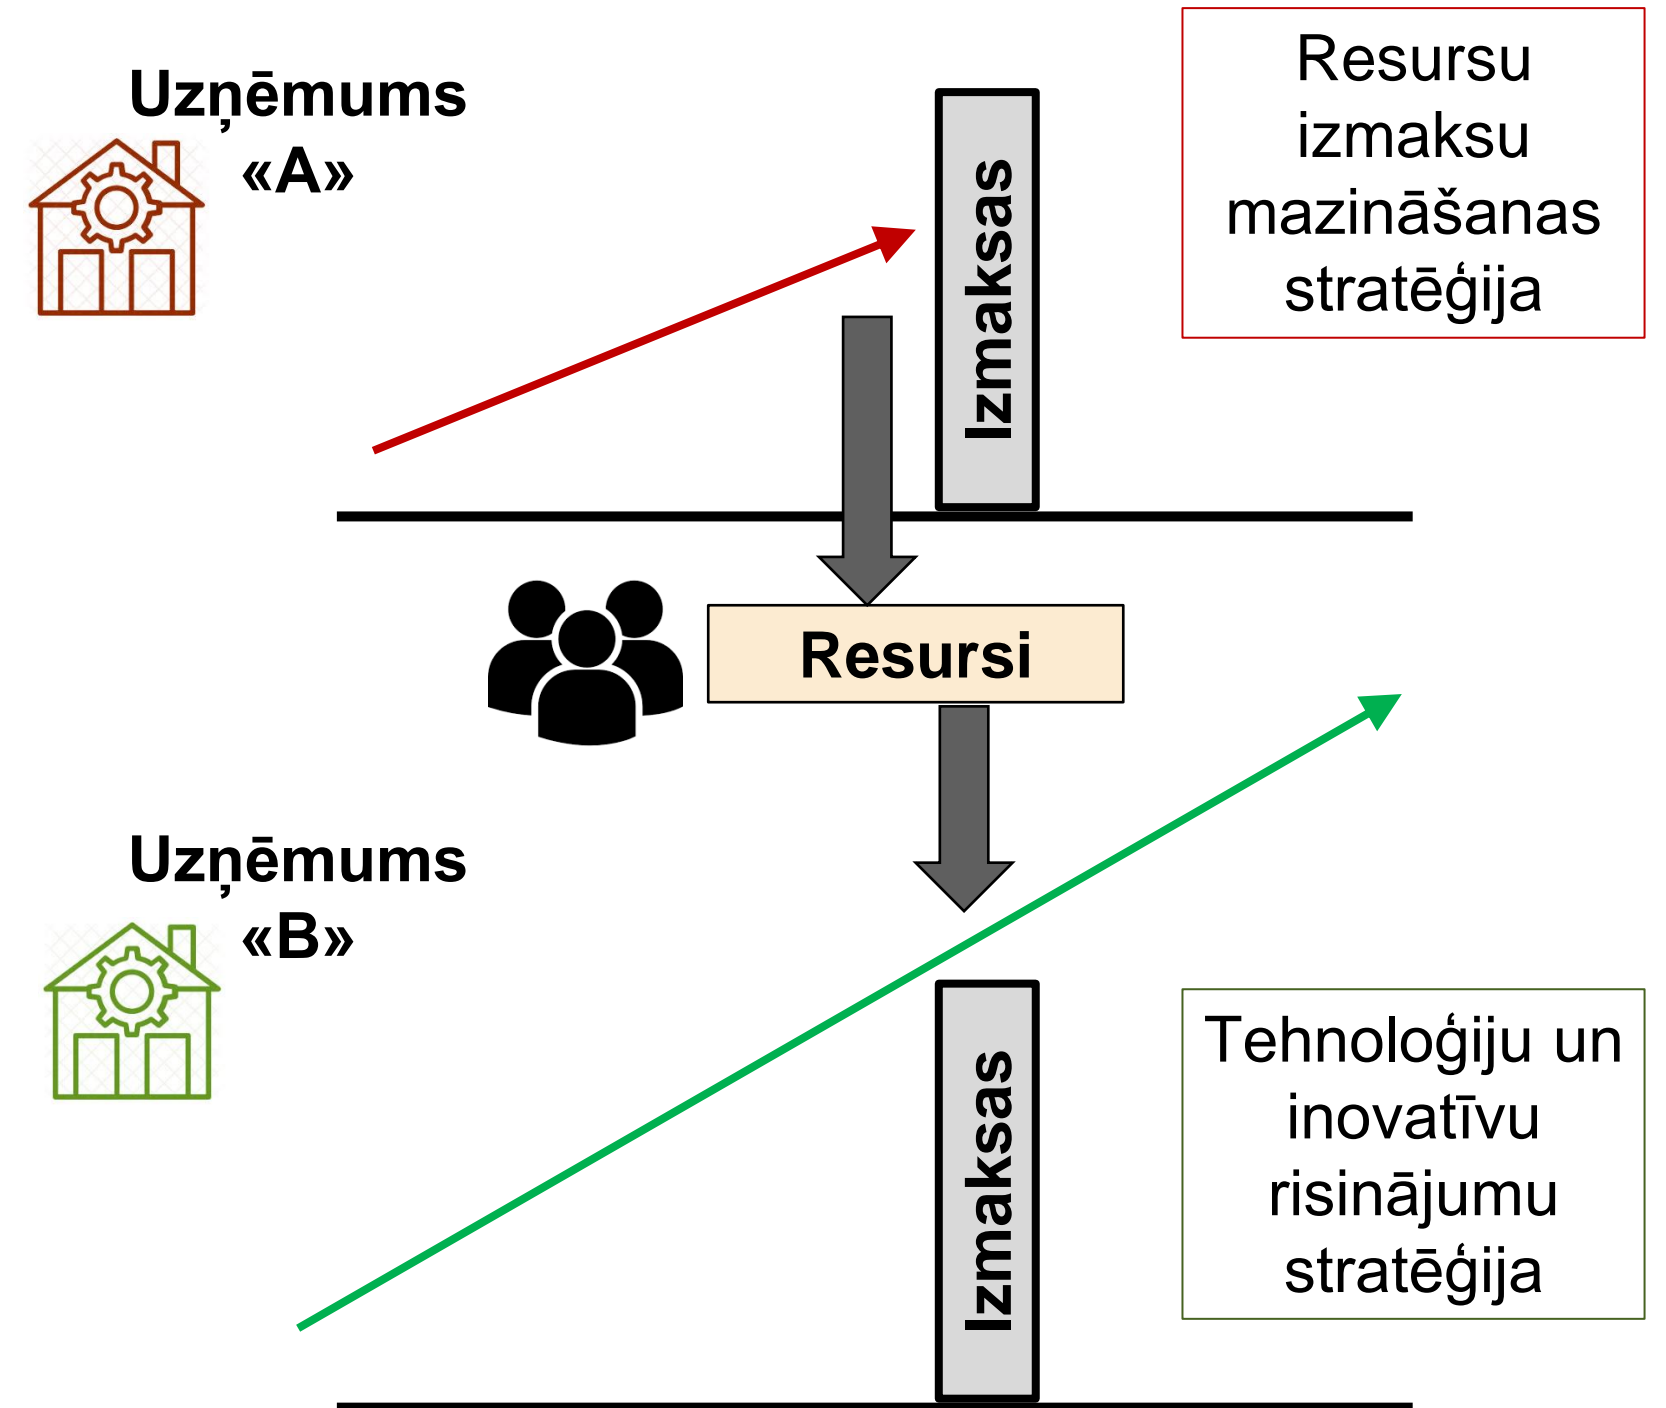 Uzņēmums
«A»
Izmaksas
Resursu
izmaksu
mazināšanas
stratēģija
Resursi
Uzņēmums
«B»
Izmaksas
Tehnoloģiju un
inovatīvu
risinājumu
stratēģija